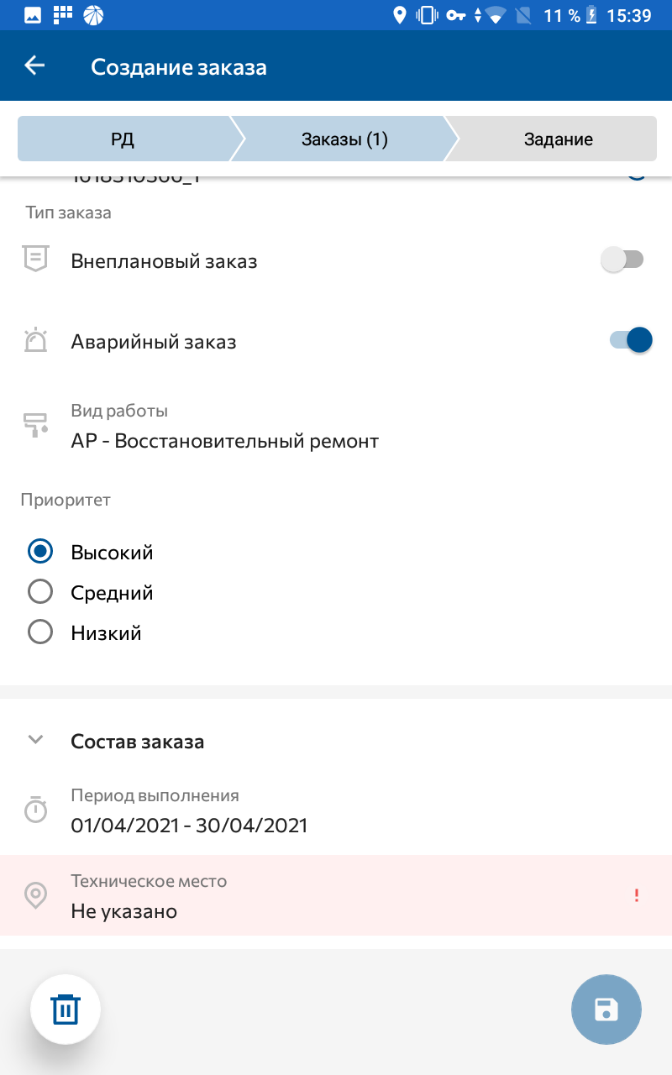 11 % 15:39
Создание заказа
РД Заказы (1) Задание
Тип заказа
Внеплановый заказ
Аварийный заказ
Вид работы
АР - Восстановительный ремонт
Приоритет
Высокий
Средний
Низкий
Состав заказа
Период выполнения
01/04/2021 - 30/04/2021
Техническое место
Не указано
!